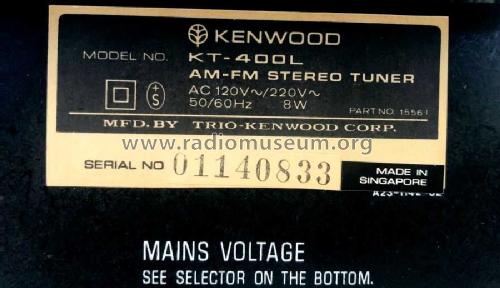 KENWOOD
MODEL NO. KT-400L
AM-FM STEREO TUNER
AC 120V~/220V~
50/60Hz 8W
S
PART NO. 15561
MFD. BY TRIO-KENWOOD CORP.
www.radiomuseum.org
SERIAL NO 01140833
MADE IN
SINGAPORE
MAINS VOLTAGE
SEE SELECTOR ON THE BOTTOM.